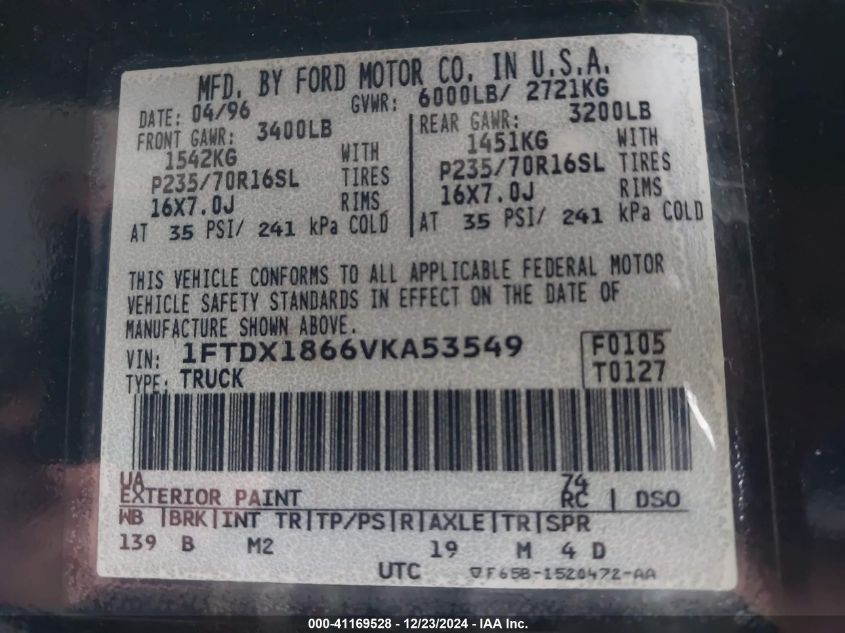 MFD. BY FORD MOTOR CO. IN U.S.A.
DATE: 04/96 GVWR: 6000LB/ 2721KG
FRONT GAWR: 3400LB REAR GAWR: 3200LB
1542KG WITH 1451KG WITH
P235/70R16SL TIRES P235/70R16SL TIRES
16X7.0J RIMS 16X7.0J RIMS
AT 35 PSI/ 241 kPa COLD AT 35 PSI/ 241 kPa COLD
THIS VEHICLE CONFORMS TO ALL APPLICABLE FEDERAL MOTOR
VEHICLE SAFETY STANDARDS IN EFFECT ON THE DATE OF
MANUFACTURE SHOWN ABOVE.
VIN: 1FTDX1866VKA53549 F0105
TYPE: TRUCK T0127
UA 74
EXTERIOR PAINT RC | DSO
WB |BRK|INT TR|TP/PS|R|AXLE|TR|SPR
139 B M2 19 M 4 D
UTC ▽F65B-1520472-AA
000-41169528 - 12/23/2024 - IAA Inc.